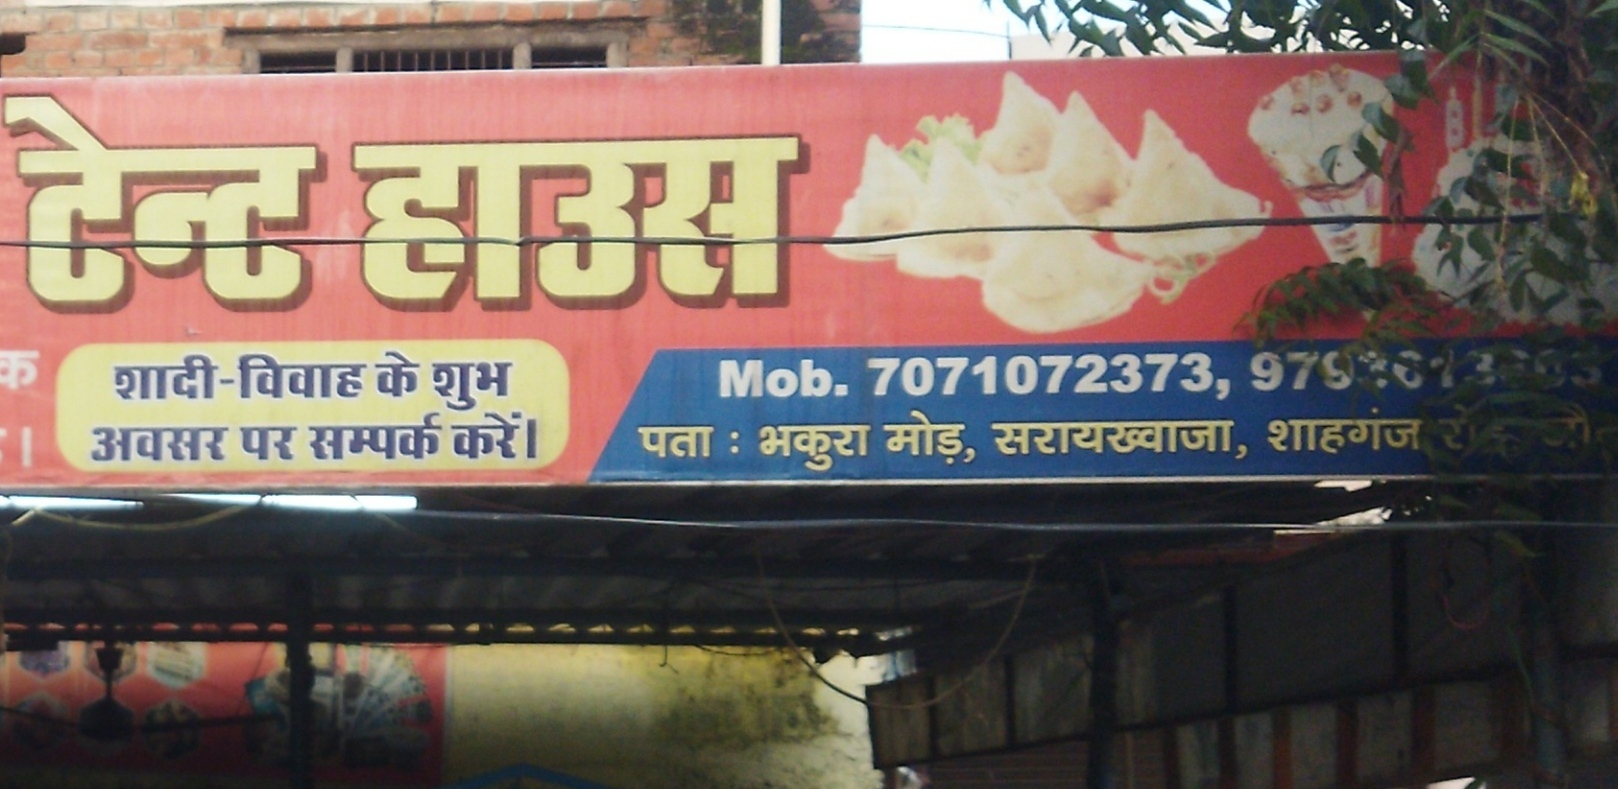 टेन्ट हाउस
शादी-विवाह के शुभ
अवसर पर सम्पर्क करें।
Mob. 7071072373,
पता : भकुरा मोड़, सरायख्वाजा, शाहगंज